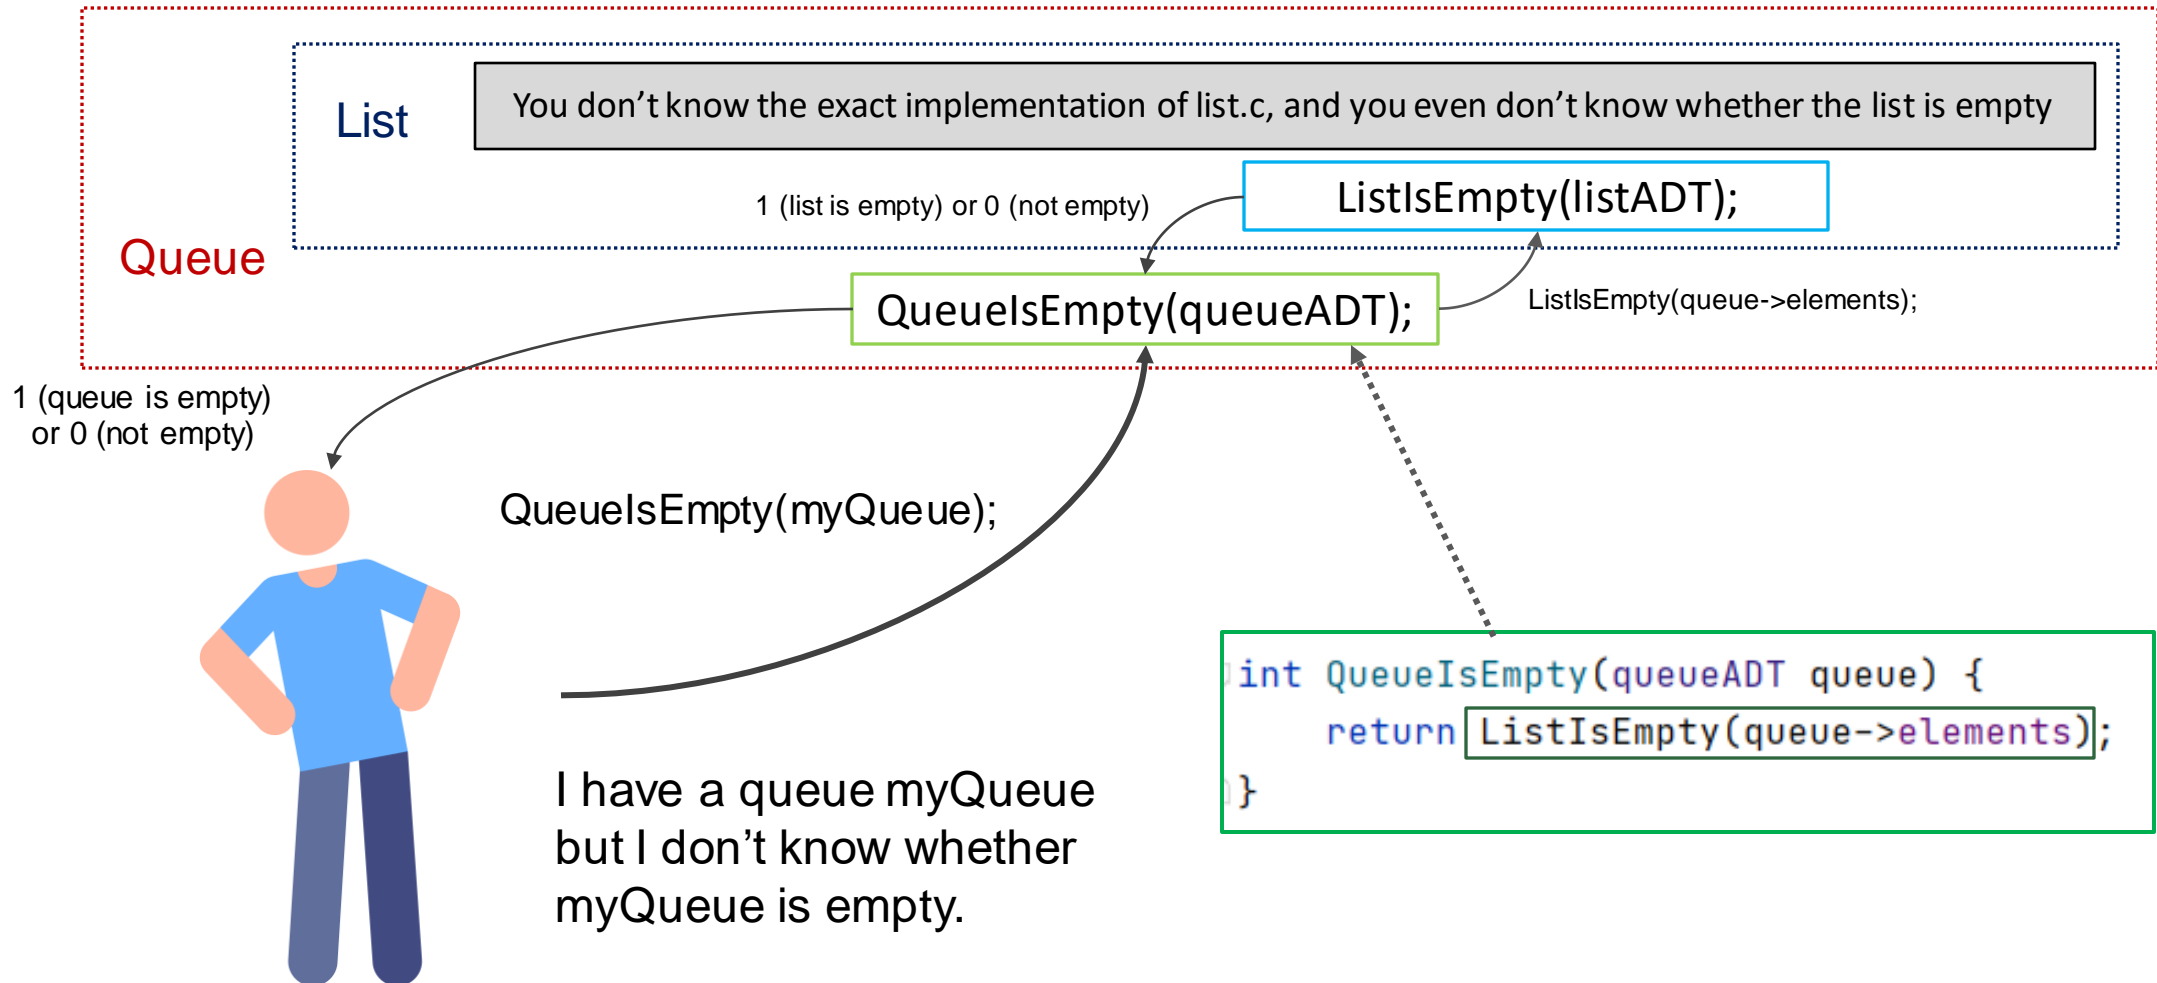 List
You don’t know the exact implementation of list.c, and you even don’t know whether the list is empty
1 (list is empty) or 0 (not empty)
ListIsEmpty(listADT);
Queue
QueueIsEmpty(queueADT);
ListIsEmpty(queue->elements);
1 (queue is empty)
or 0 (not empty)
QueueIsEmpty(myQueue);
int QueueIsEmpty(queueADT queue) {
return ListIsEmpty(queue->elements);
}
I have a queue myQueue
but I don’t know whether
myQueue is empty.